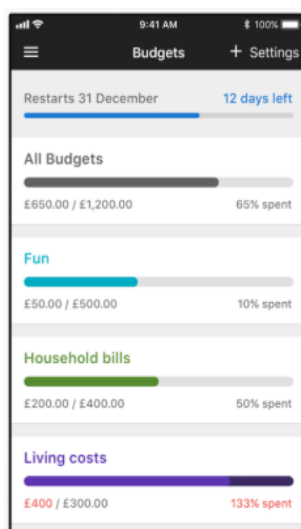 9:41 AM 100%
Budgets + Settings
Restarts 31 December 12 days left
All Budgets
£650.00 / £1,200.00 65% spent
Fun
£50.00 / £500.00 10% spent
Household bills
£200.00 / £400.00 50% spent
Living costs
£400 / £300.00 133% spent